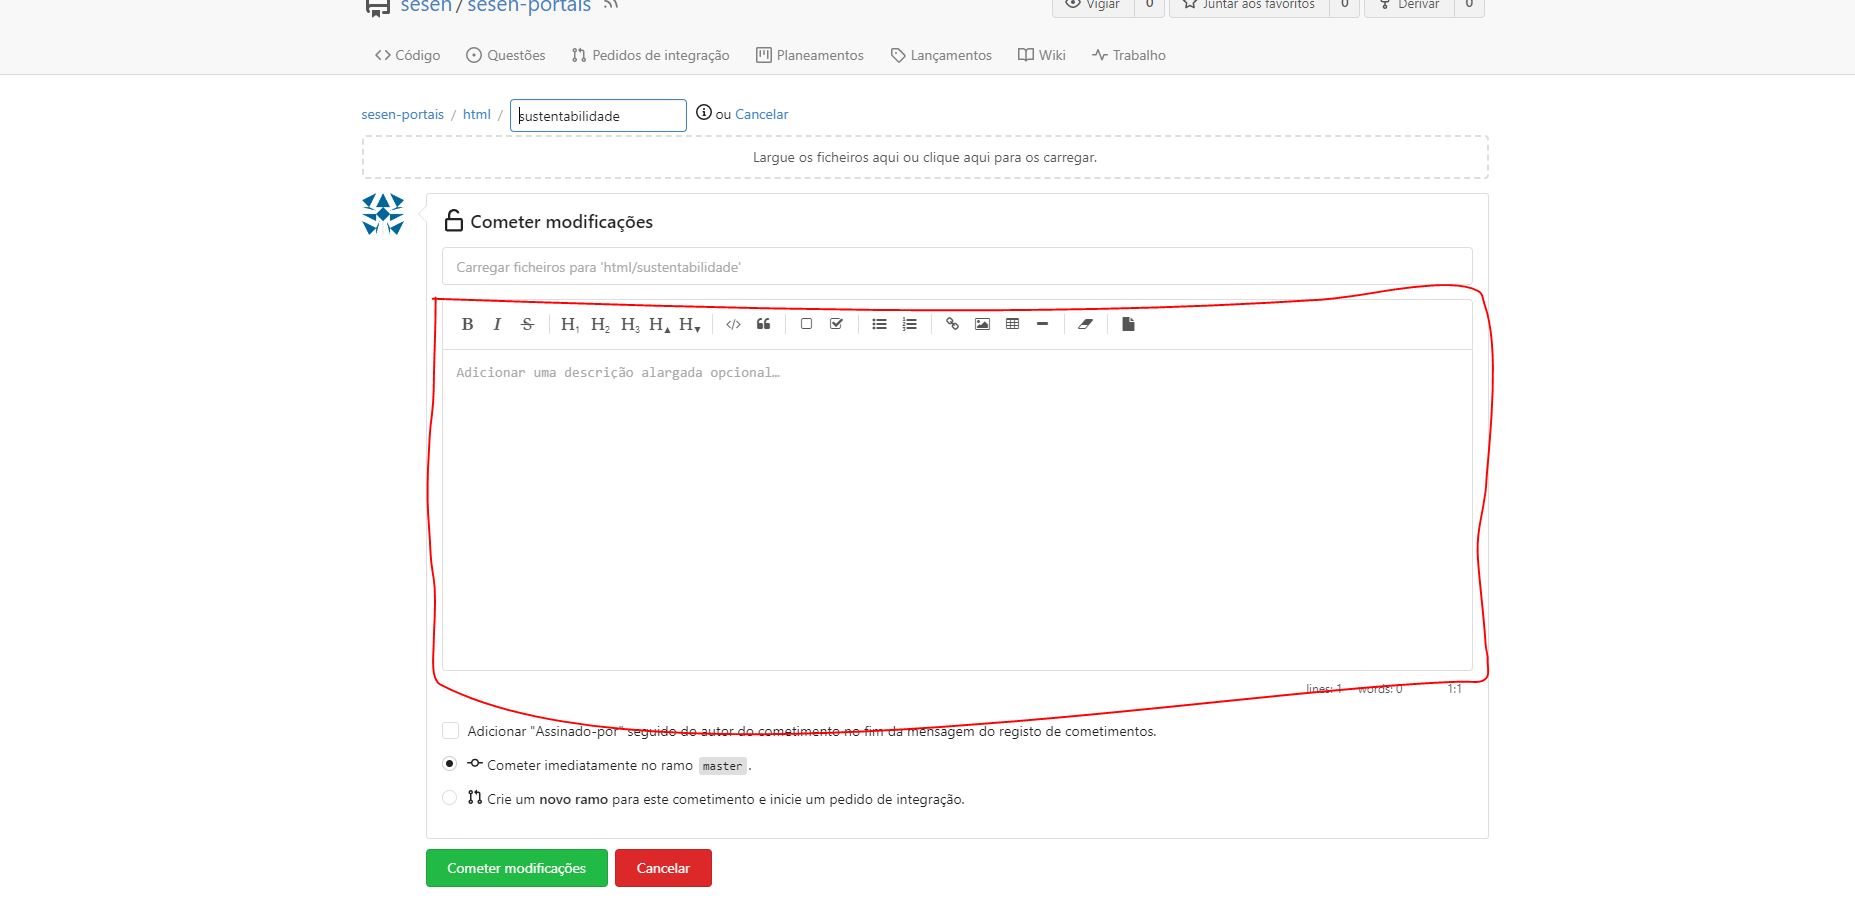 sesen / sesen-portais
Vigiar 0 Juntar aos favoritos 0 Derivar 0
Código Questões Pedidos de integração Planeamentos Lançamentos Wiki Trabalho
sesen-portais / html / sustentabilidade ou Cancelar
Largue os ficheiros aqui ou clique aqui para os carregar.
Cometer modificações
Carregar ficheiros para 'html/sustentabilidade'
B I S H1 H2 H3 H▲ H▼
Adicionar uma descrição alargada opcional…
lines: 1 words: 0 1:1
Adicionar "Assinado-por" seguido do autor do cometimento no fim da mensagem do registo de cometimentos.
Cometer imediatamente no ramo master .
Crie um novo ramo para este cometimento e inicie um pedido de integração.
Cometer modificações Cancelar